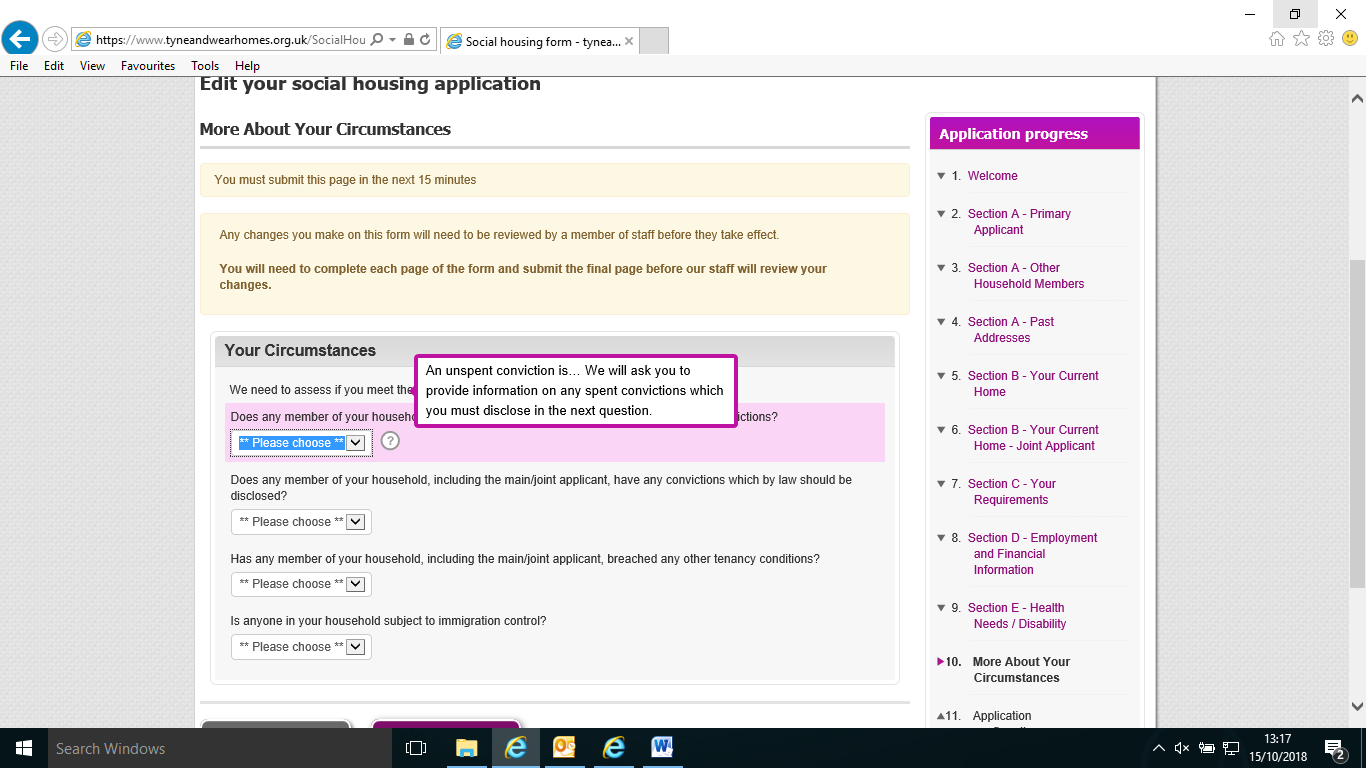 https://www.tyneandwearhomes.org.uk/SocialHou
Social housing form - tynea...
File Edit View Favourites Tools Help
Edit your social housing application
More About Your Circumstances
You must submit this page in the next 15 minutes
Any changes you make on this form will need to be reviewed by a member of staff before they take effect.
You will need to complete each page of the form and submit the final page before our staff will review your
changes.
Your Circumstances
We need to assess if you meet the
An unspent conviction is... We will ask you to
provide information on any spent convictions which
you must disclose in the next question.
Does any member of your househo ictions?
** Please choose **
?
Does any member of your household, including the main/joint applicant, have any convictions which by law should be
disclosed?
** Please choose **
Has any member of your household, including the main/joint applicant, breached any other tenancy conditions?
** Please choose **
Is anyone in your household subject to immigration control?
** Please choose **
Application progress
1. Welcome
2. Section A - Primary
Applicant
3. Section A - Other
Household Members
4. Section A - Past
Addresses
5. Section B - Your Current
Home
6. Section B - Your Current
Home - Joint Applicant
7. Section C - Your
Requirements
8. Section D - Employment
and Financial
Information
9. Section E - Health
Needs / Disability
10. More About Your
Circumstances
11. Application
Search Windows
13:17
15/10/2018
2